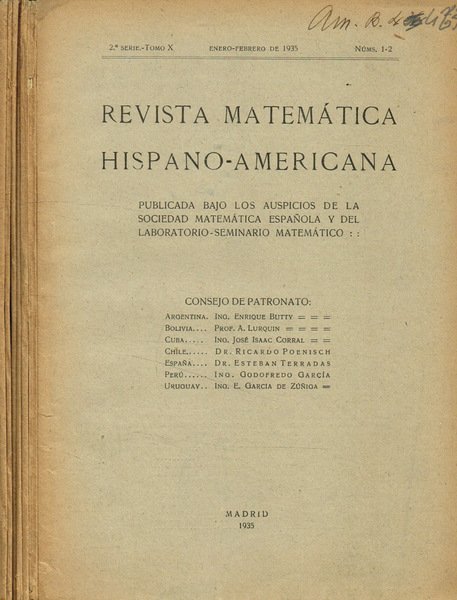 Am. B.
2.ª SERIE.-TOMO X ENERO-FEBRERO DE 1935 NÚMS. 1-2
REVISTA MATEMÁTICA
HISPANO-AMERICANA
PUBLICADA BAJO LOS AUSPICIOS DE LA
SOCIEDAD MATEMÁTICA ESPAÑOLA Y DEL
LABORATORIO-SEMINARIO MATEMÁTICO : :
CONSEJO DE PATRONATO:
ARGENTINA. ING. ENRIQUE BUTTY = = =
BOLIVIA.... PROF. A. LURQUIN = = = =
CUBA..... ING. JOSÉ ISAAC CORRAL = =
CHILE...... DR. RICARDO POENISCH
ESPAÑA.... DR. ESTEBAN TERRADAS
PERÚ...... ING. GODOFREDO GARCÍA
URUGUAY.. ING. E. GARCIA DE ZÚÑIGA =
MADRID
1935